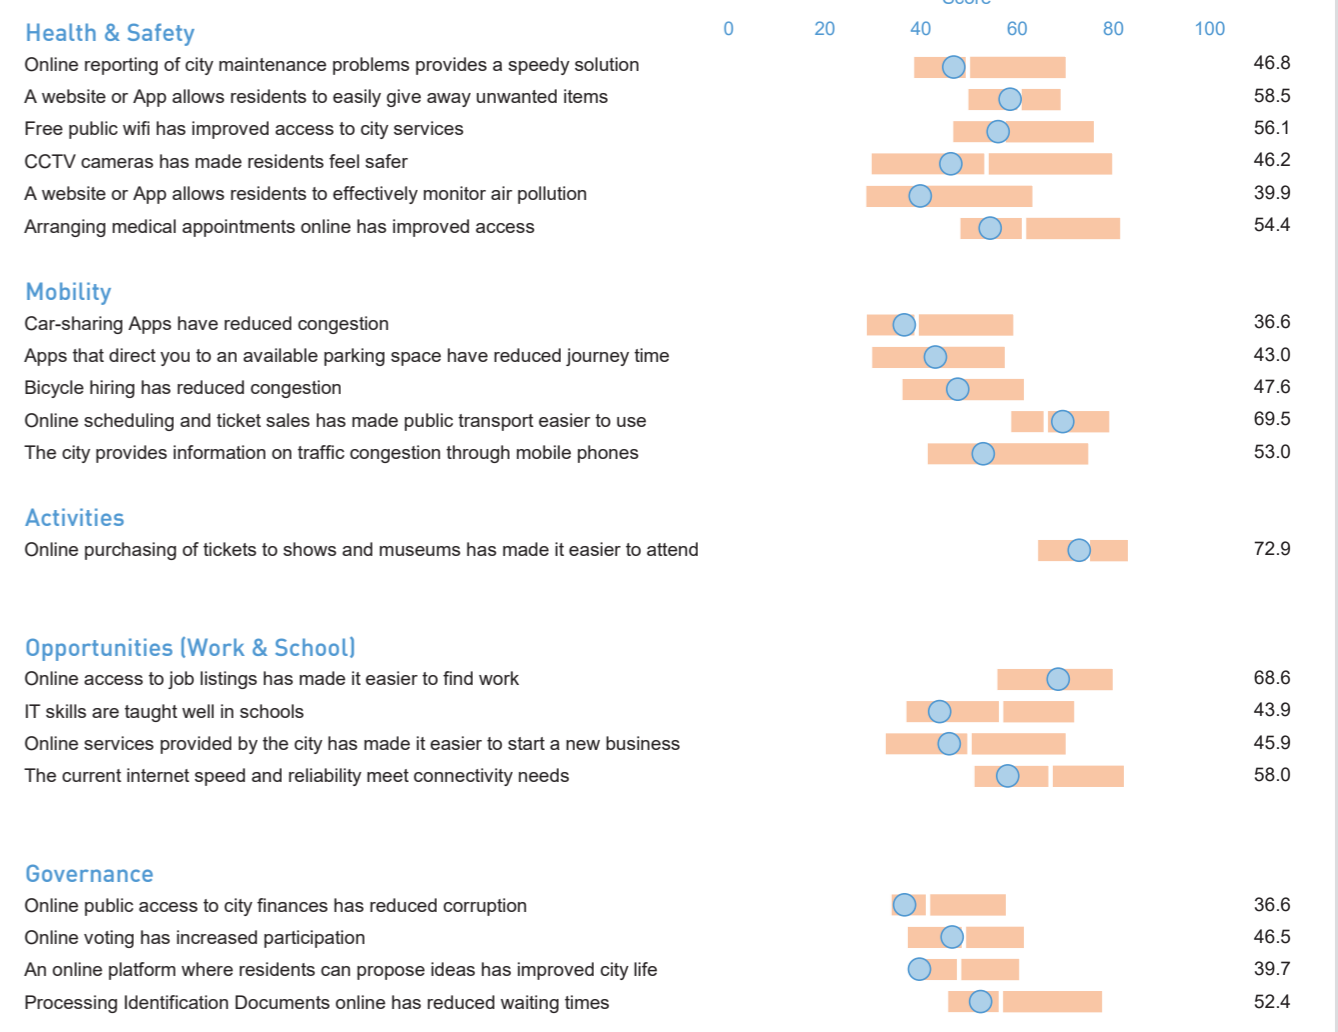 Score
Health & Safety 0 20 40 60 80 100
Online reporting of city maintenance problems provides a speedy solution 46.8
A website or App allows residents to easily give away unwanted items 58.5
Free public wifi has improved access to city services 56.1
CCTV cameras has made residents feel safer 46.2
A website or App allows residents to effectively monitor air pollution 39.9
Arranging medical appointments online has improved access 54.4
Mobility
Car-sharing Apps have reduced congestion 36.6
Apps that direct you to an available parking space have reduced journey time 43.0
Bicycle hiring has reduced congestion 47.6
Online scheduling and ticket sales has made public transport easier to use 69.5
The city provides information on traffic congestion through mobile phones 53.0
Activities
Online purchasing of tickets to shows and museums has made it easier to attend 72.9
Opportunities (Work & School)
Online access to job listings has made it easier to find work 68.6
IT skills are taught well in schools 43.9
Online services provided by the city has made it easier to start a new business 45.9
The current internet speed and reliability meet connectivity needs 58.0
Governance
Online public access to city finances has reduced corruption 36.6
Online voting has increased participation 46.5
An online platform where residents can propose ideas has improved city life 39.7
Processing Identification Documents online has reduced waiting times 52.4